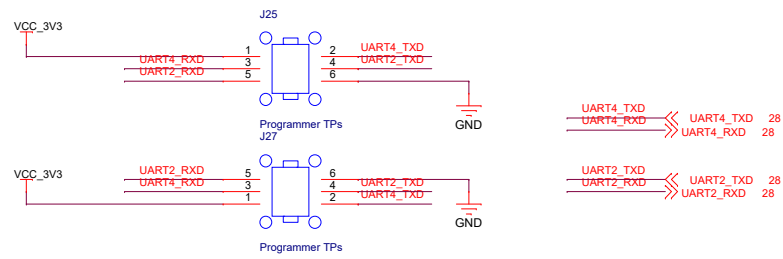 J25
VCC_3V3
1 2 UART4_TXD
UART4_RXD 3 4 UART2_TXD
UART2_RXD 5 6
GND
Programmer TPs
UART4_TXD UART4_TXD 28
UART4_RXD UART4_RXD 28
J27
VCC_3V3
UART2_RXD 5 6
UART4_RXD 3 4 UART2_TXD
1 2 UART4_TXD
GND
Programmer TPs
UART2_TXD UART2_TXD 28
UART2_RXD UART2_RXD 28